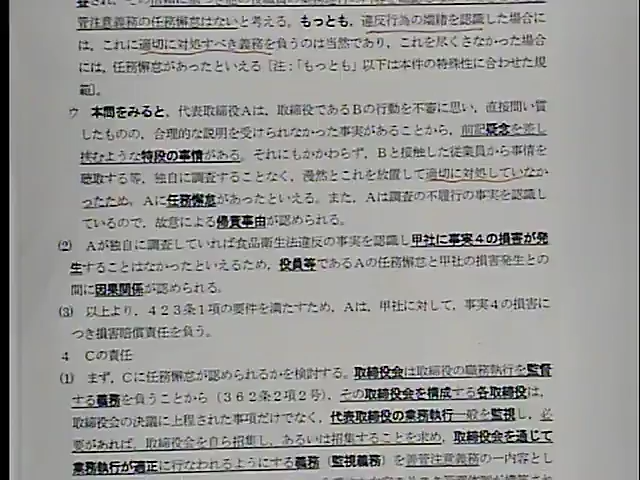 管注意義務の任務懈怠はないと考える。もっとも，違反行為の端緒を認識した場合に
は，これに適切に対処すべき義務を負うのは当然であり，これを尽くさなかった場合
には，任務懈怠があったといえる［注：「もっとも」以下は本件の特殊性に合わせた規
範］。
ウ 本問をみると，代表取締役Ａは，取締役であるＢの行動を不審に思い，直接問い質
したものの，合理的な説明を受けられなかった事実があることから，前記疑念を差し
挟むような特段の事情がある。それにもかかわらず，Ｂと接触した従業員から事情を
聴取する等，独自に調査することなく，漫然とこれを放置して適切に対処していなか
ったため，Ａに任務懈怠があったといえる。また，Ａは調査の不履行の事実を認識し
ているので，故意による帰責事由が認められる。
(2) Ａが独自に調査していれば食品衛生法違反の事実を認識し甲社に事実４の損害が発
生することはなかったといえるため，役員等であるＡの任務懈怠と甲社の損害発生との
間に因果関係が認められる。
(3) 以上より，４２３条１項の要件を満たすため，Ａは，甲社に対して，事実４の損害に
つき損害賠償責任を負う。
４ Ｃの責任
(1) まず，Ｃに任務懈怠が認められるかを検討する。取締役会は取締役の職務執行を監督
する義務を負うことから（３６２条２項２号），その取締役会を構成する各取締役は，
取締役会の決議に上程された事項だけでなく，代表取締役の業務執行一般を監視し，必
要があれば，取締役会を自ら招集し，あるいは招集することを求め，取締役会を通じて
業務執行が適正に行なわれるようにする義務（監視義務）を善管注意義務の一内容とし